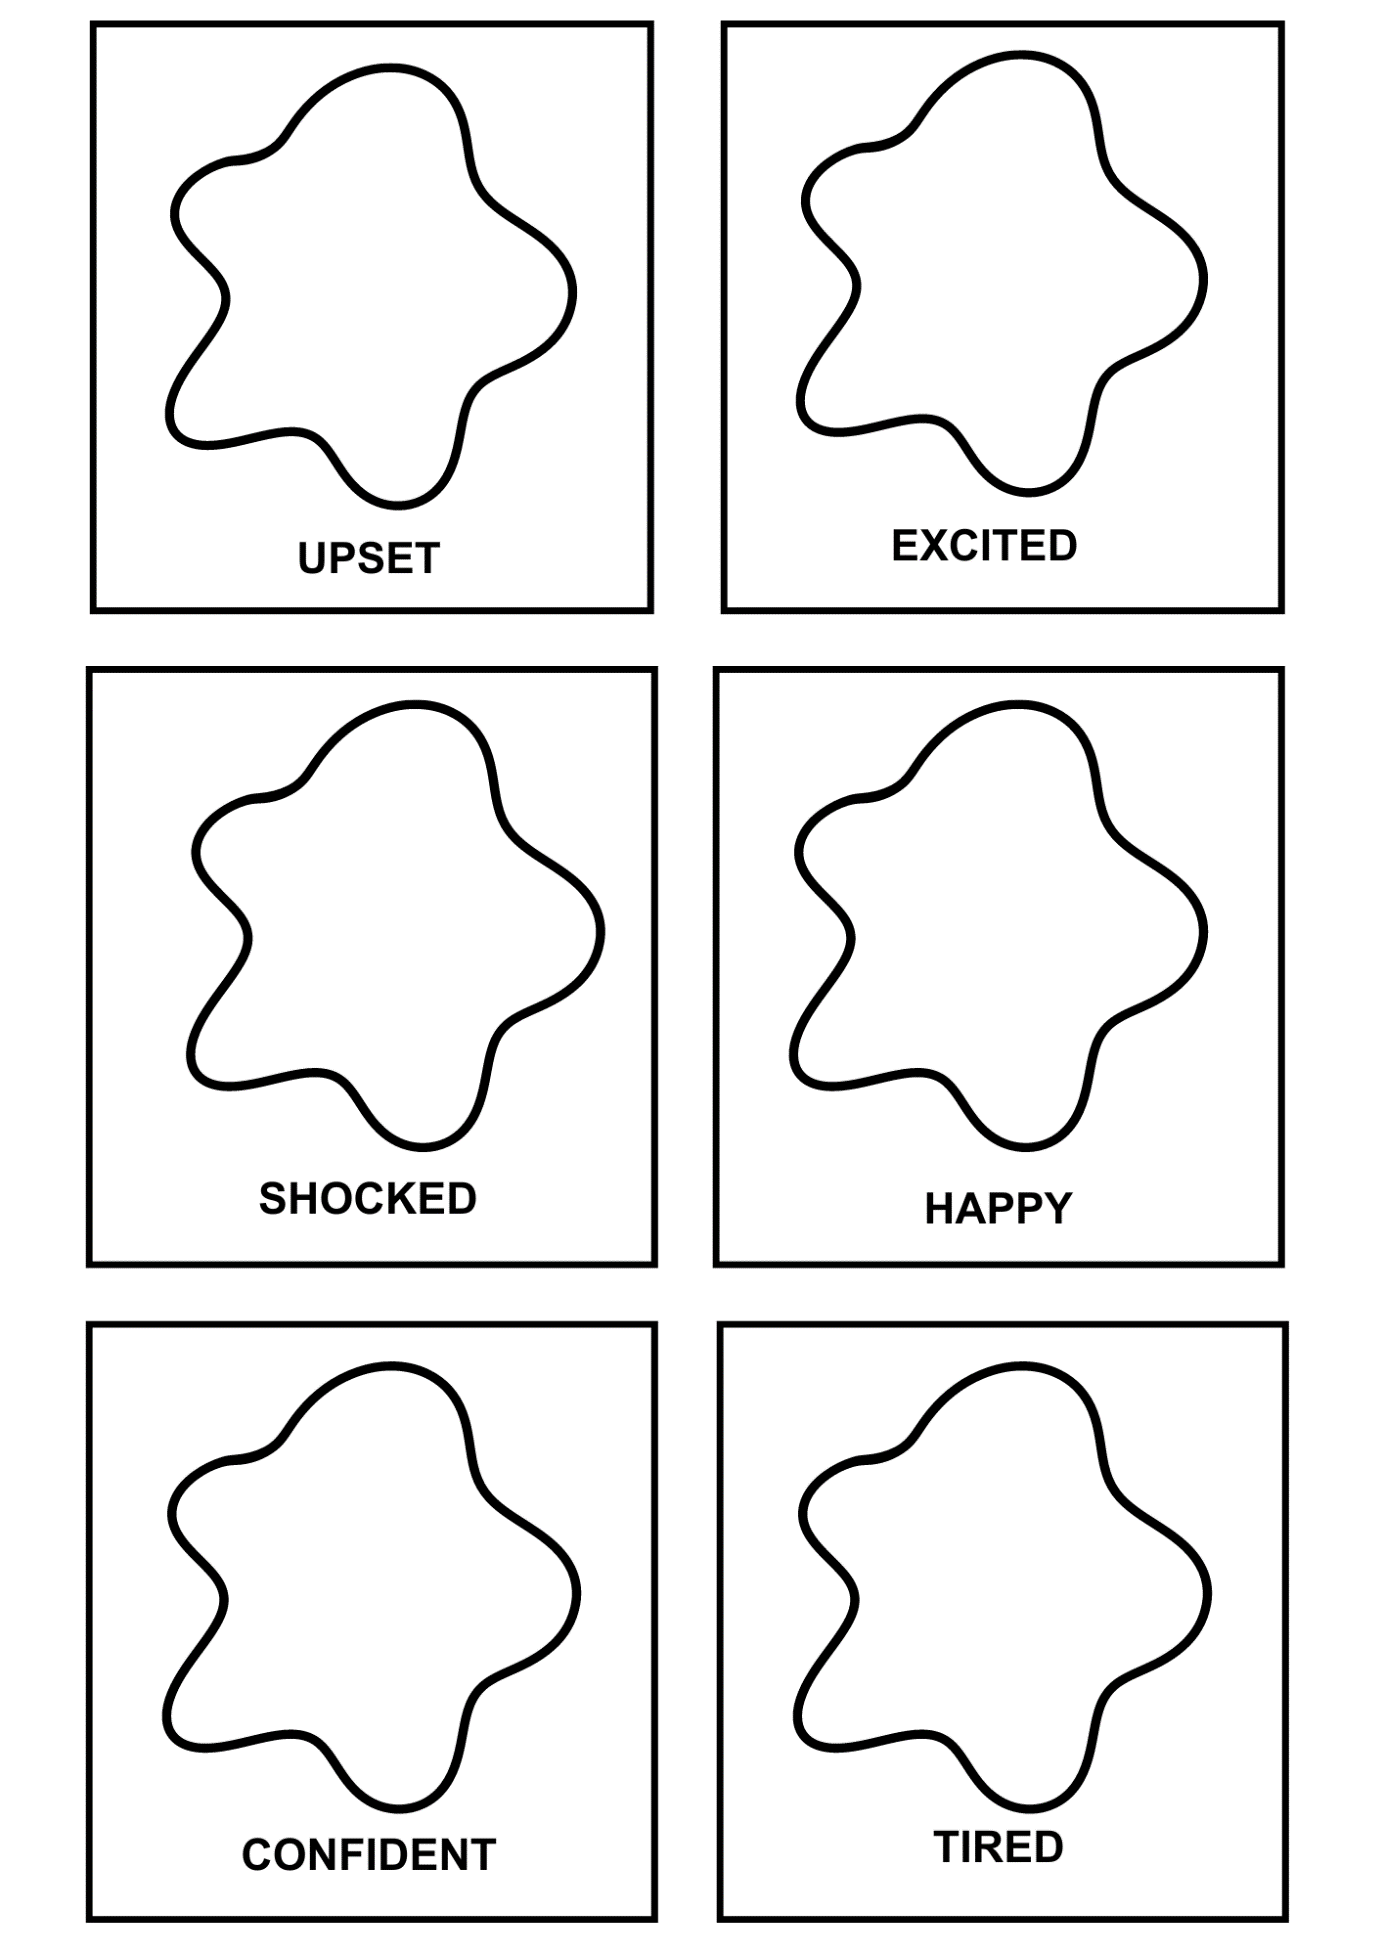 UPSET
EXCITED
SHOCKED
HAPPY
CONFIDENT
TIRED